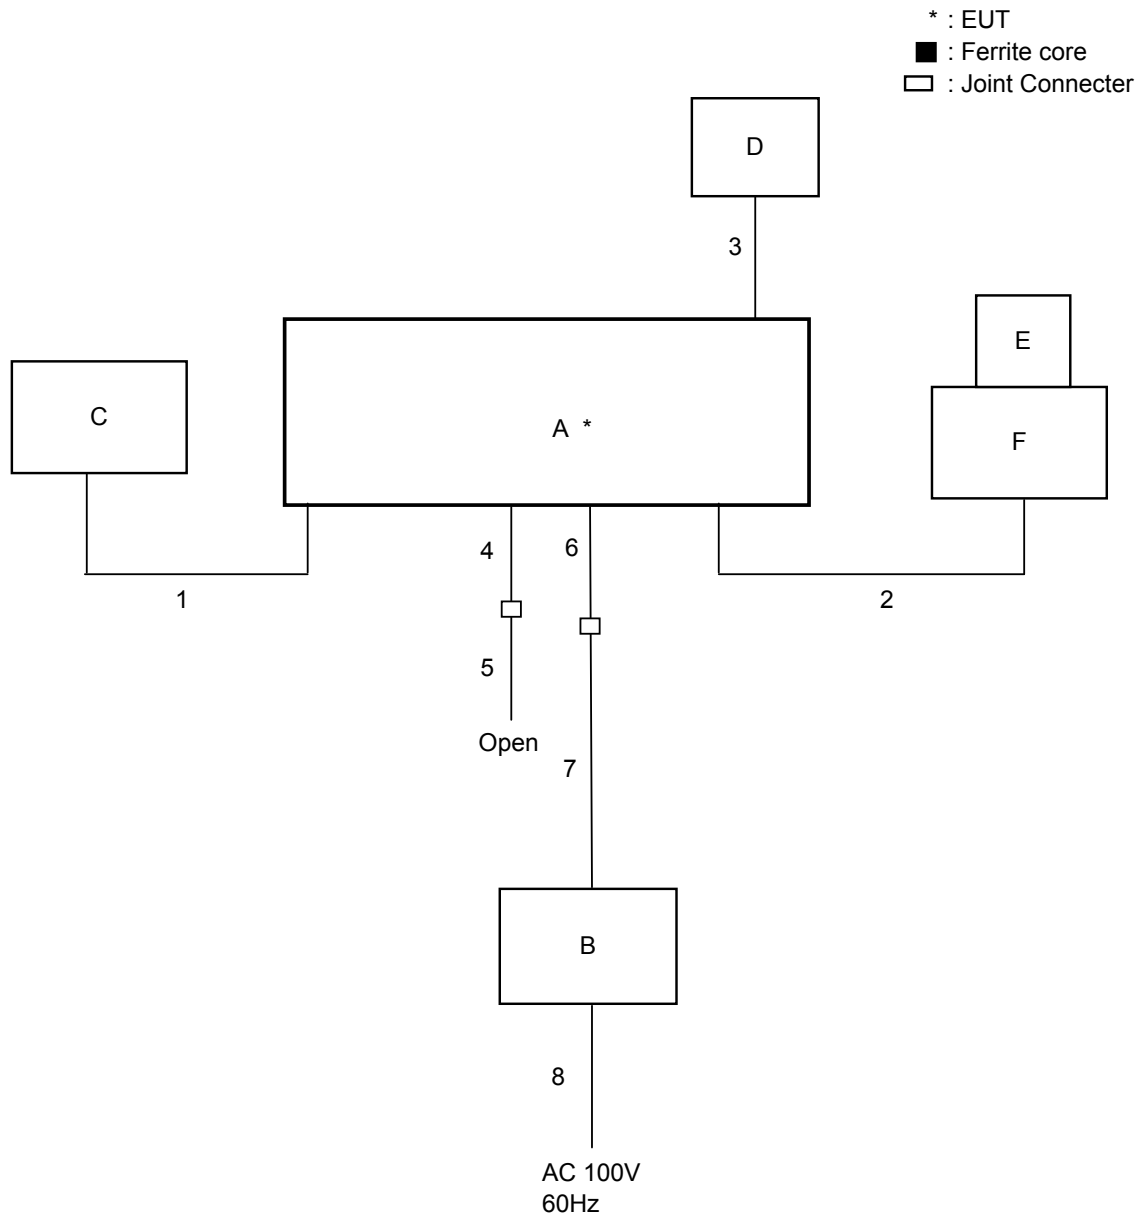 * : EUT
■ : Ferrite core
: Joint Connecter
D
3
E
C
A *
F
4
6
1
2
5
Open
7
B
8
AC 100V
60Hz